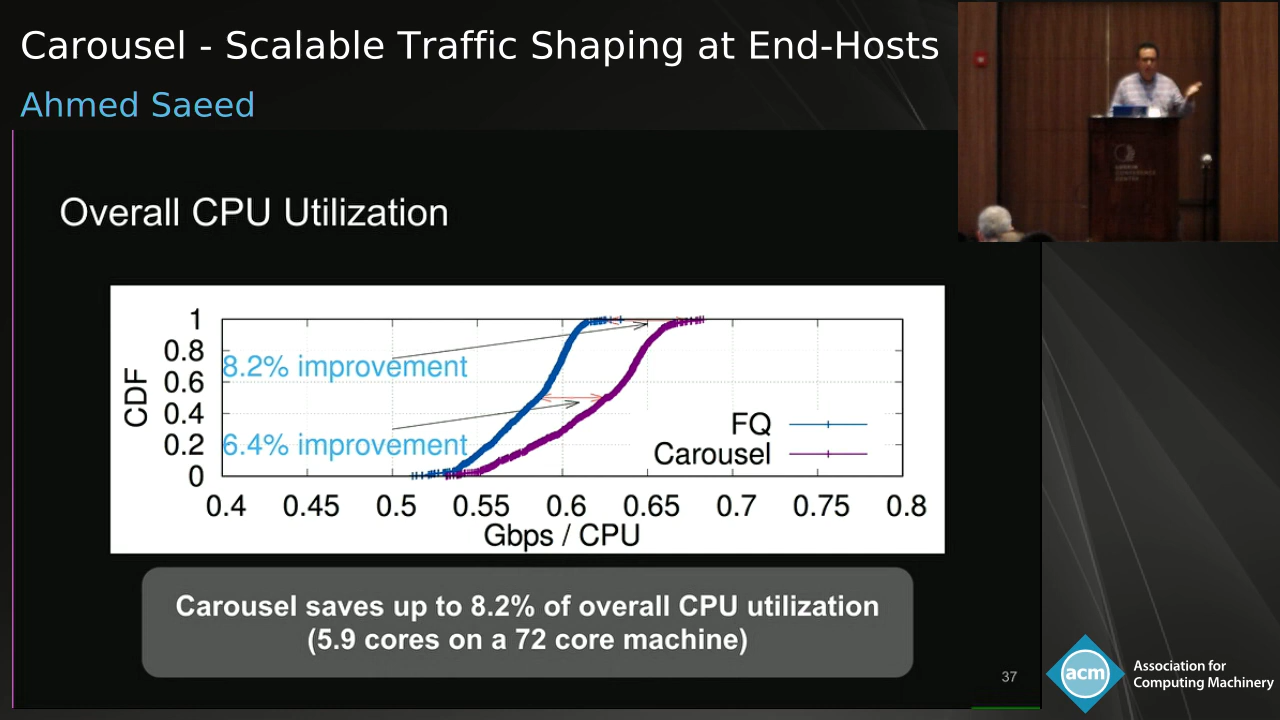 Carousel - Scalable Traffic Shaping at End-Hosts
Ahmed Saeed
Overall CPU Utilization
1
0.8
0.6
0.4
0.2
0
CDF
8.2% improvement
6.4% improvement
FQ
Carousel
0.4 0.45 0.5 0.55 0.6 0.65 0.7 0.75 0.8
Gbps / CPU
Carousel saves up to 8.2% of overall CPU utilization
(5.9 cores on a 72 core machine)
37
acm
Association for
Computing Machinery